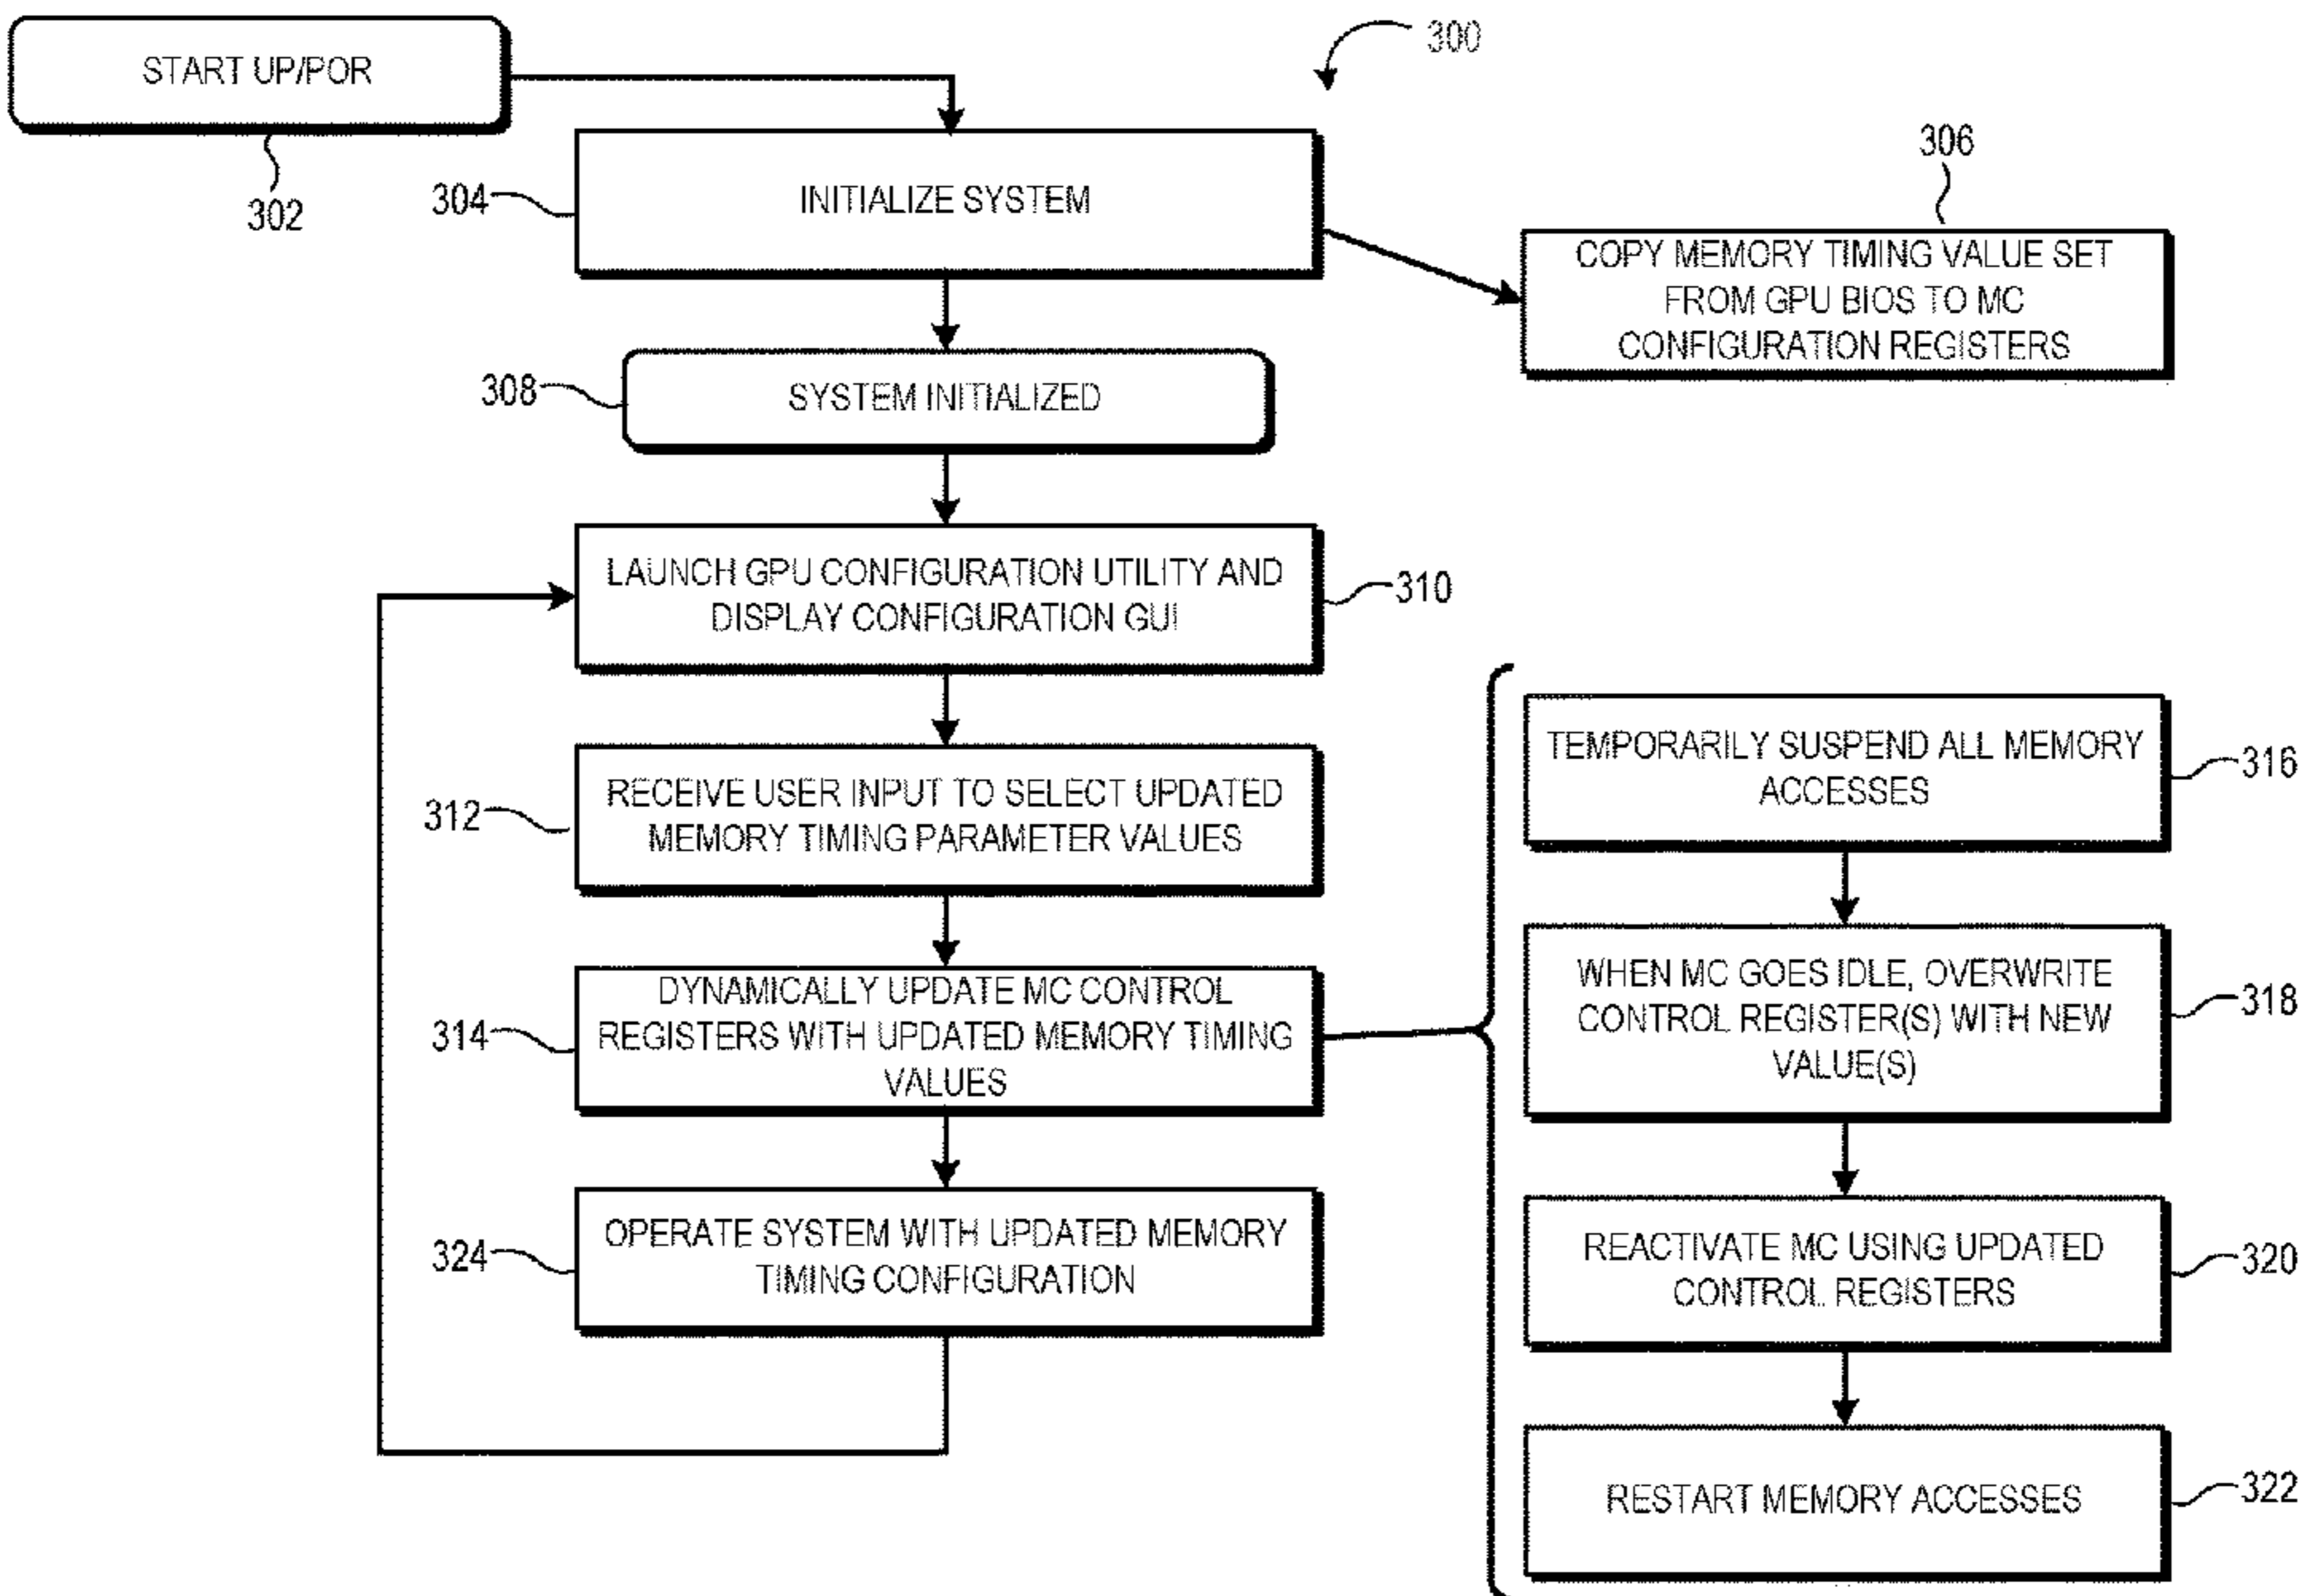 START UP/POR
302
300
304
INITIALIZE SYSTEM
306
COPY MEMORY TIMING VALUE SET
FROM GPU BIOS TO MC
CONFIGURATION REGISTERS
308
SYSTEM INITIALIZED
LAUNCH GPU CONFIGURATION UTILITY AND
DISPLAY CONFIGURATION GUI
310
312
RECEIVE USER INPUT TO SELECT UPDATED
MEMORY TIMING PARAMETER VALUES
314
DYNAMICALLY UPDATE MC CONTROL
REGISTERS WITH UPDATED MEMORY TIMING
VALUES
TEMPORARILY SUSPEND ALL MEMORY
ACCESSES
316
WHEN MC GOES IDLE, OVERWRITE
CONTROL REGISTER(S) WITH NEW
VALUE(S)
318
REACTIVATE MC USING UPDATED
CONTROL REGISTERS
320
RESTART MEMORY ACCESSES
322
324
OPERATE SYSTEM WITH UPDATED MEMORY
TIMING CONFIGURATION